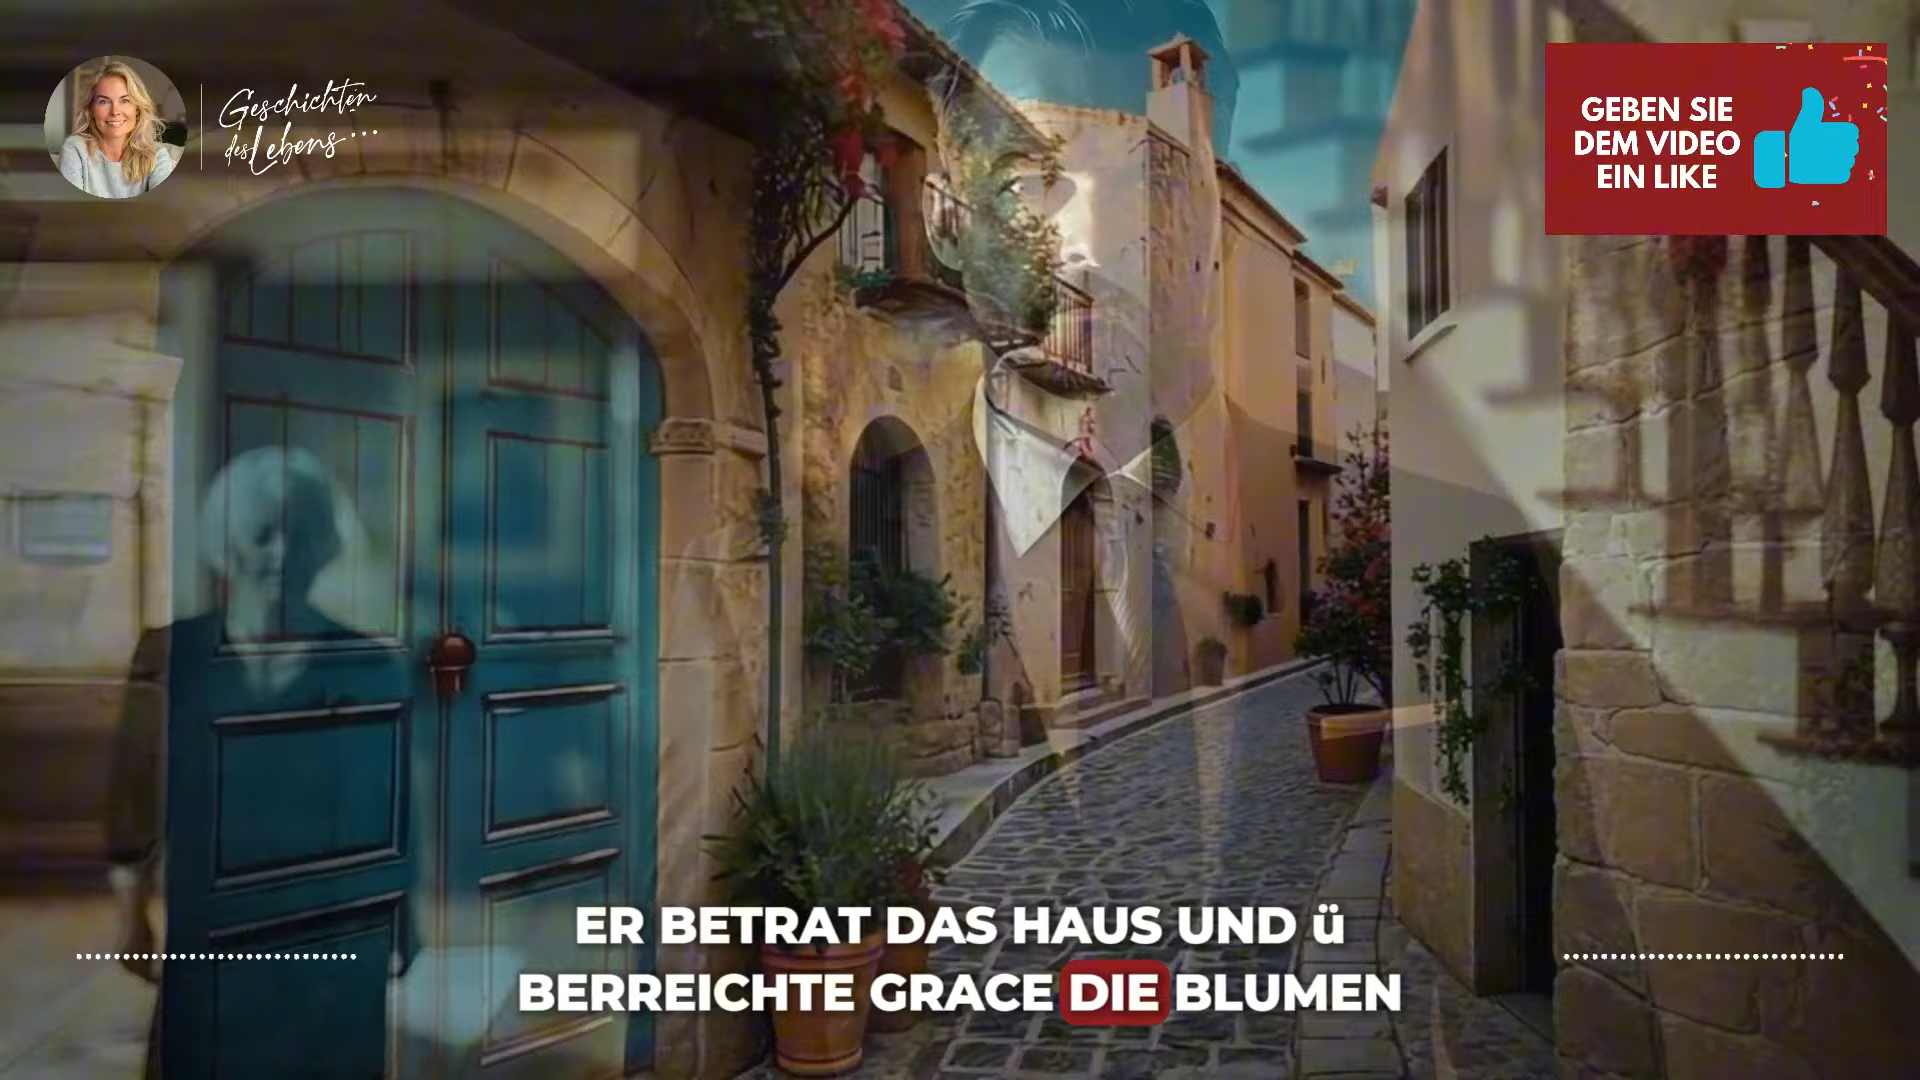 Geschichten
des Lebens...
GEBEN SIE
DEM VIDEO
EIN LIKE
ER BETRAT DAS HAUS UND ü
BERREICHTE GRACE DIE BLUMEN